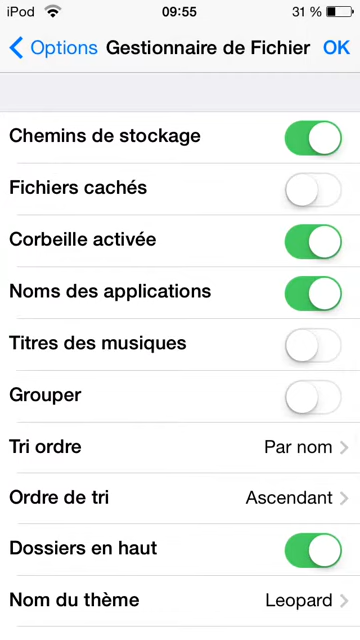 iPod 09:55 31 %
Options Gestionnaire de Fichier OK
Chemins de stockage
Fichiers cachés
Corbeille activée
Noms des applications
Titres des musiques
Grouper
Tri ordre Par nom
Ordre de tri Ascendant
Dossiers en haut
Nom du thème Leopard